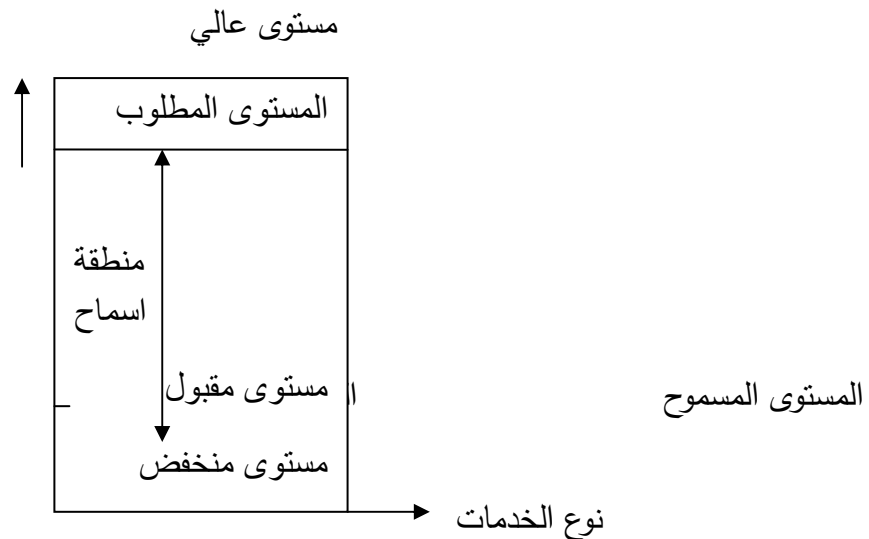 مستوى عالي
المستوى المطلوب
منطقة
اسماح
مستوى مقبول
المستوى المسموح
مستوى منخفض
نوع الخدمات